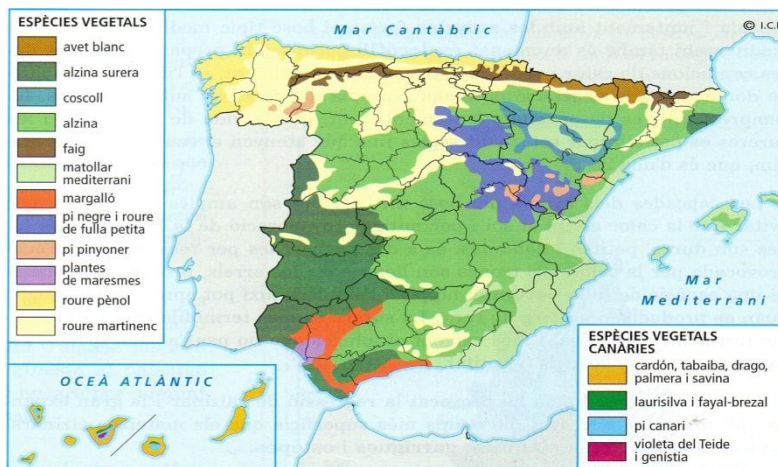 ESPÈCIES VEGETALS
avet blanc
alzina surera
coscoll
alzina
faig
matollar
mediterrani
margalló
pi negre i roure
de fulla petita
pi pinyoner
plantes
de maresmes
roure pènol
roure martinenc
Mar Cantàbric
© I.C.
Mar
Mediterrani
OCEÀ ATLÀNTIC
ESPÈCIES VEGETALS
CANÀRIES
cardón, tabaiba, drago,
palmera i savina
laurisilva i fayal-brezal
pi canari
violeta del Teide
i genístia